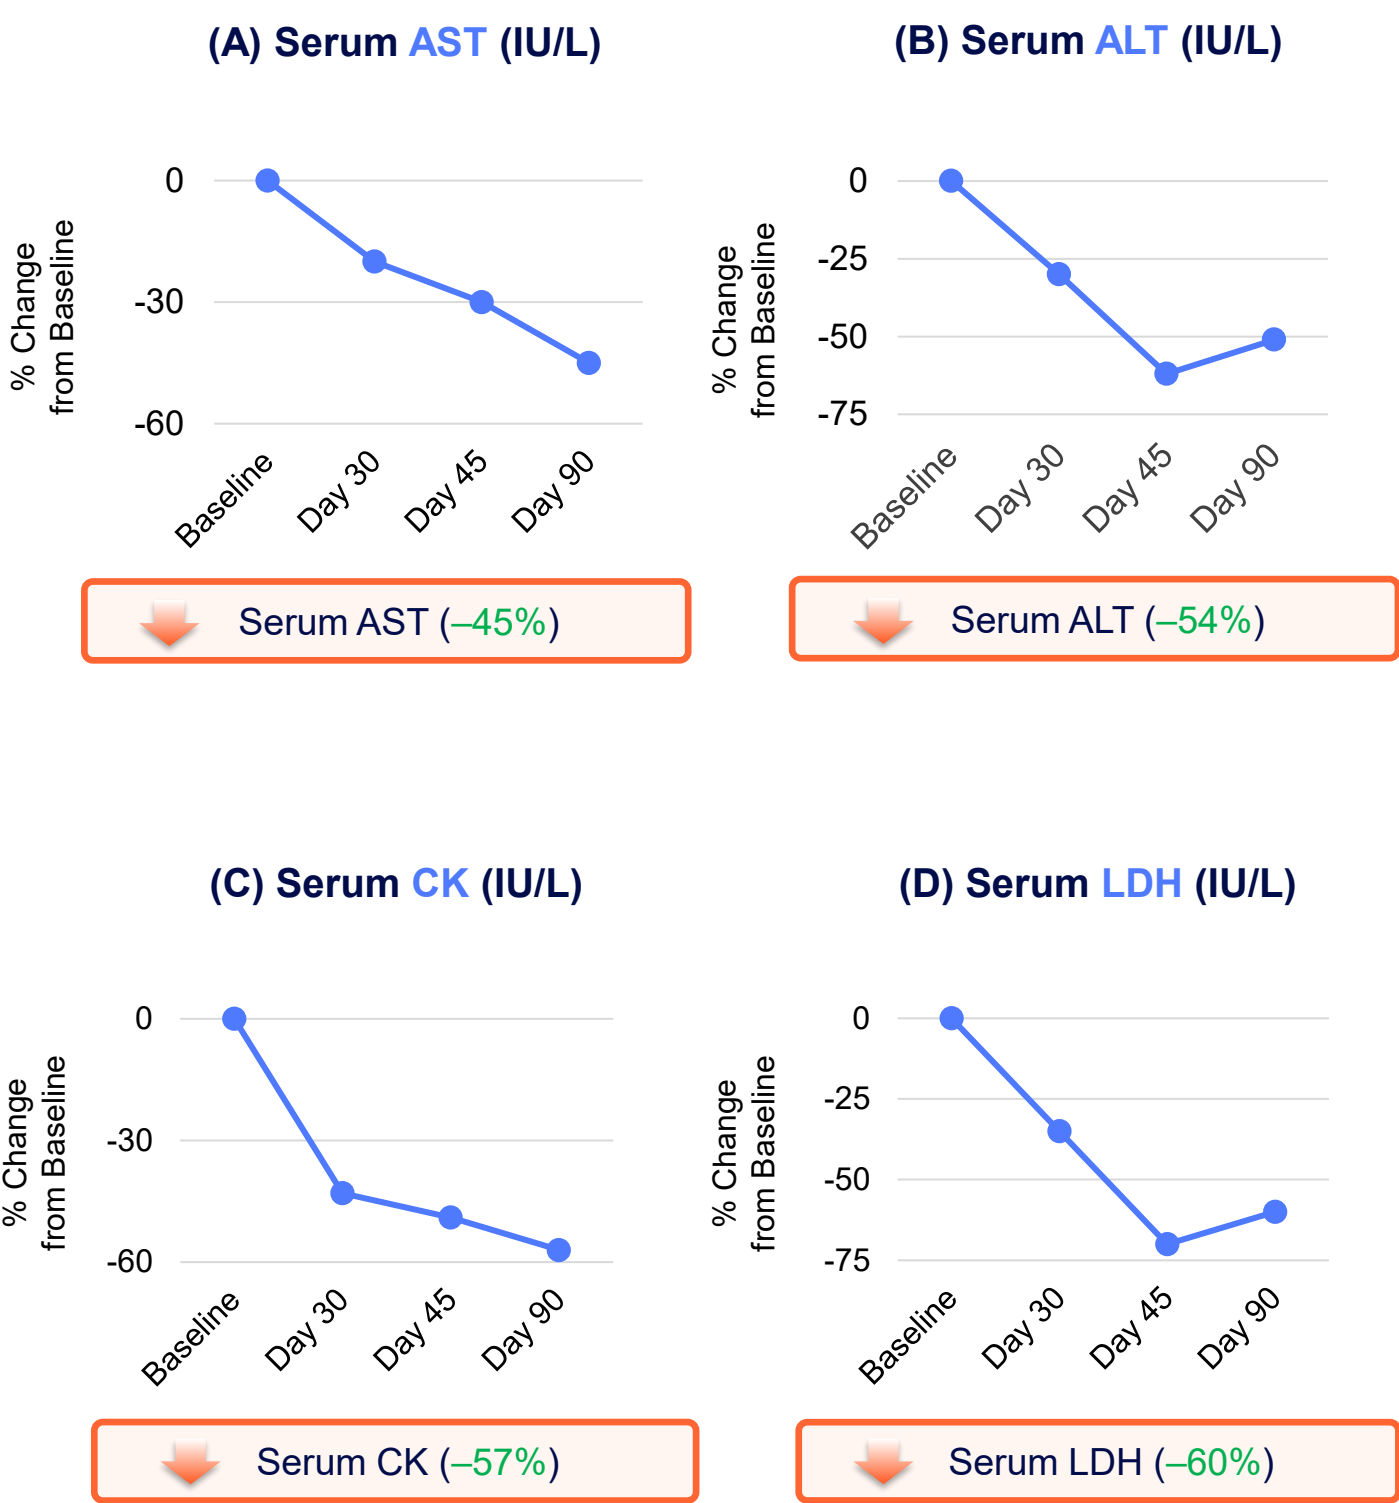 (A) Serum AST (IU/L)
% Change
from Baseline
0
-30
-60
Baseline
Day 30
Day 45
Day 90
Serum AST (–45%)
(B) Serum ALT (IU/L)
% Change
from Baseline
0
-25
-50
-75
Baseline
Day 30
Day 45
Day 90
Serum ALT (–54%)
(C) Serum CK (IU/L)
% Change
from Baseline
0
-30
-60
Baseline
Day 30
Day 45
Day 90
Serum CK (–57%)
(D) Serum LDH (IU/L)
% Change
from Baseline
0
-25
-50
-75
Baseline
Day 30
Day 45
Day 90
Serum LDH (–60%)